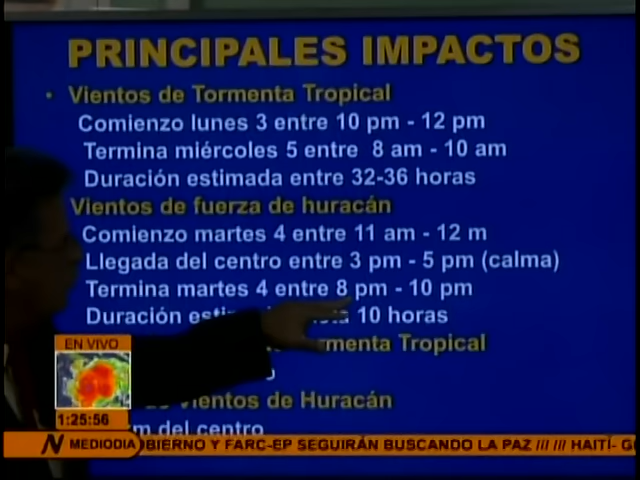 PRINCIPALES IMPACTOS
• Vientos de Tormenta Tropical
Comienzo lunes 3 entre 10 pm - 12 pm
Termina miércoles 5 entre 8 am - 10 am
Duración estimada entre 32-36 horas
Vientos de fuerza de huracán
Comienzo martes 4 entre 11 am - 12 m
Llegada del centro entre 3 pm - 5 pm (calma)
Termina martes 4 entre 8 pm - 10 pm
Duración 10 horas
Tropical
Vientos de Huracán
del centro
EN VIVO
1:25:56
N MEDIODIA OBIERNO Y FARC-EP SEGUIRÁN BUSCANDO LA PAZ /// /// HAITÍ- G